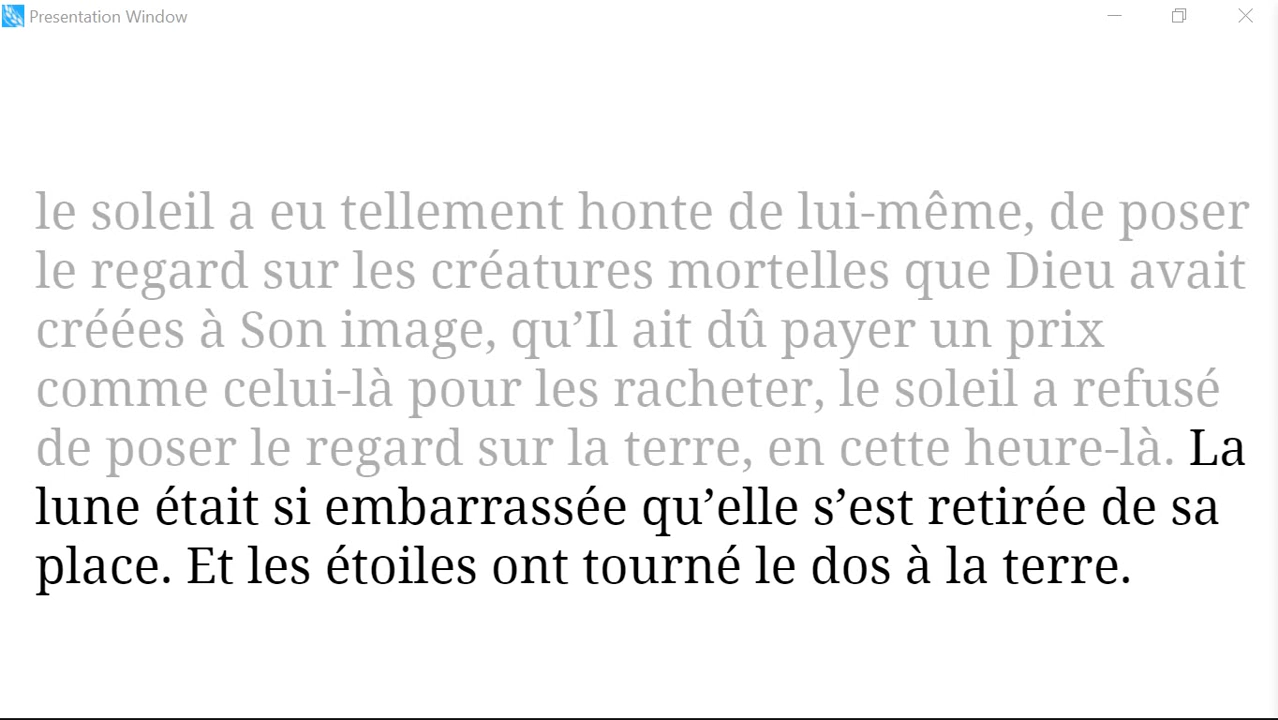 Presentation Window
le soleil a eu tellement honte de lui-même, de poser
le regard sur les créatures mortelles que Dieu avait
créées à Son image, qu’Il ait dû payer un prix
comme celui-là pour les racheter, le soleil a refusé
de poser le regard sur la terre, en cette heure-là. La
lune était si embarrassée qu’elle s’est retirée de sa
place. Et les étoiles ont tourné le dos à la terre.